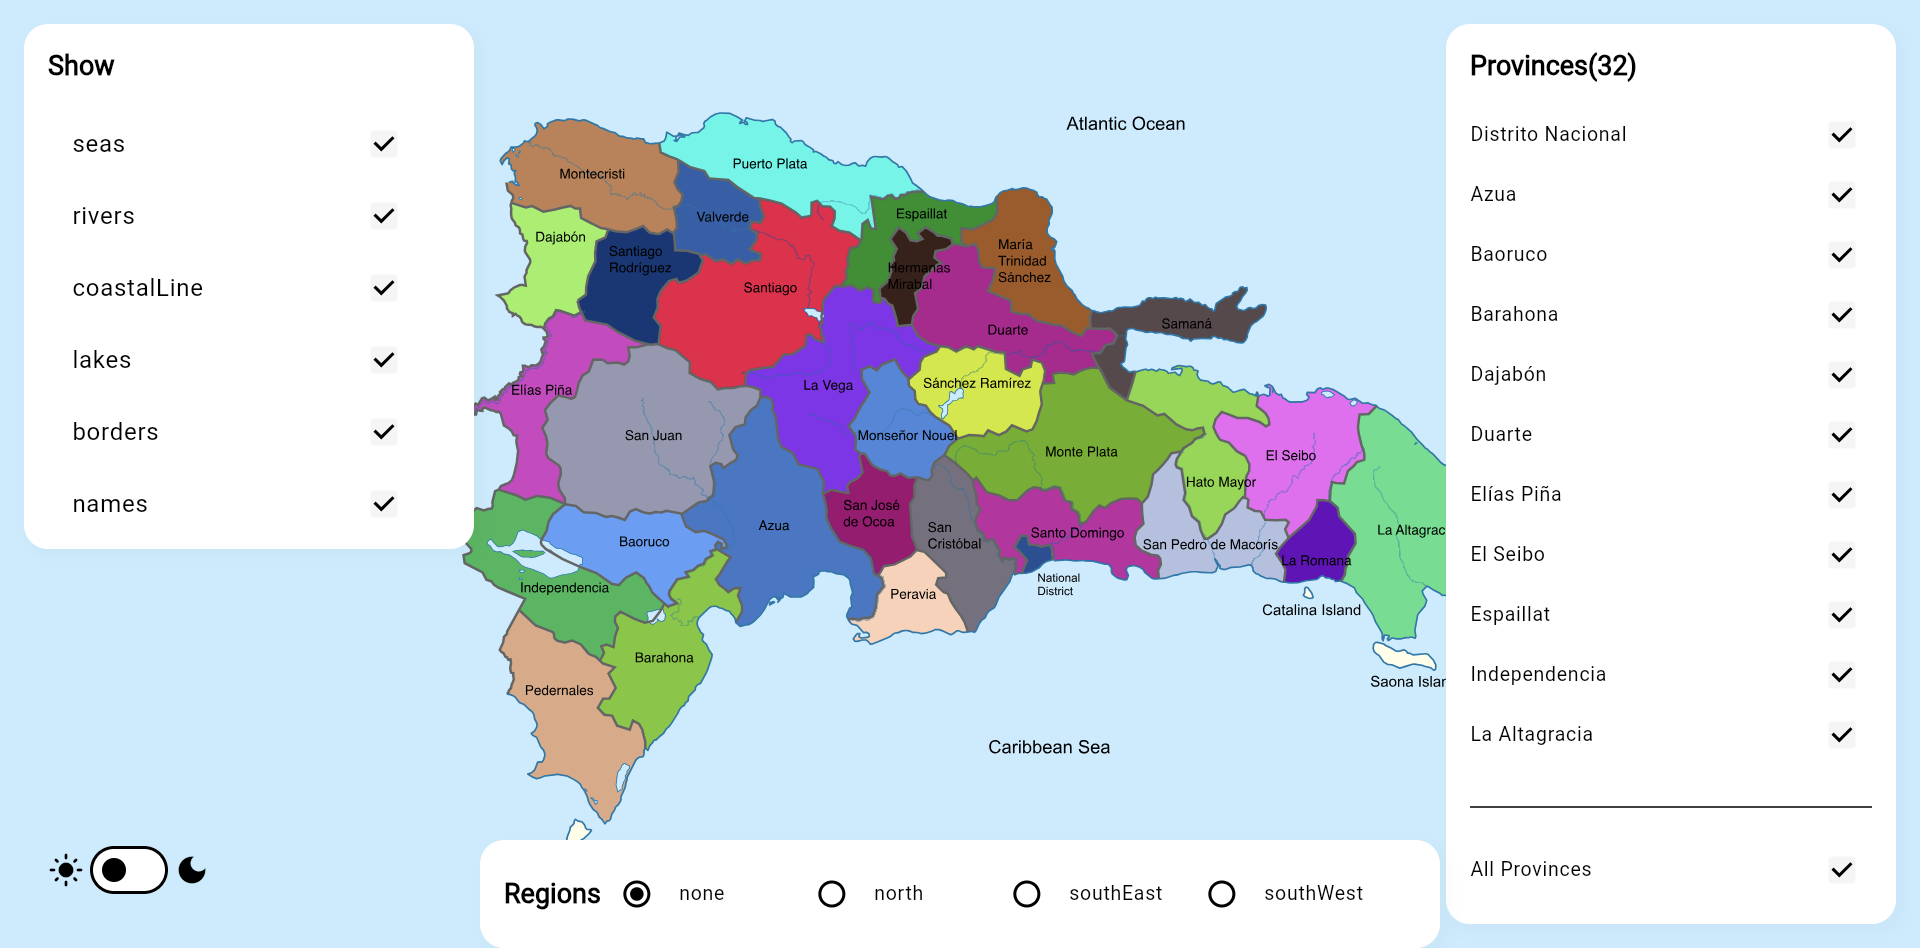 Show
seas
rivers
coastalLine
lakes
borders
names
Atlantic Ocean
Puerto Plata
Montecristi
Valverde
Espaillat
Dajabón
Santiago
Rodríguez
María
Trinidad
Sánchez
Hermanas
Mirabal
Santiago
Samaná
Duarte
Elías Piña
La Vega
Sánchez Ramírez
San Juan
Monseñor Nouel
Monte Plata
El Seibo
Hato Mayor
San José
de Ocoa
Azua
San
Cristóbal
Santo Domingo
La Altagrac
Baoruco
San Pedro de Macorís
La Romana
National
District
Independencia
Peravia
Catalina Island
Barahona
Saona Islan
Pedernales
Caribbean Sea
Regions
none
north
southEast
southWest
Provinces(32)
Distrito Nacional
Azua
Baoruco
Barahona
Dajabón
Duarte
Elías Piña
El Seibo
Espaillat
Independencia
La Altagracia
All Provinces